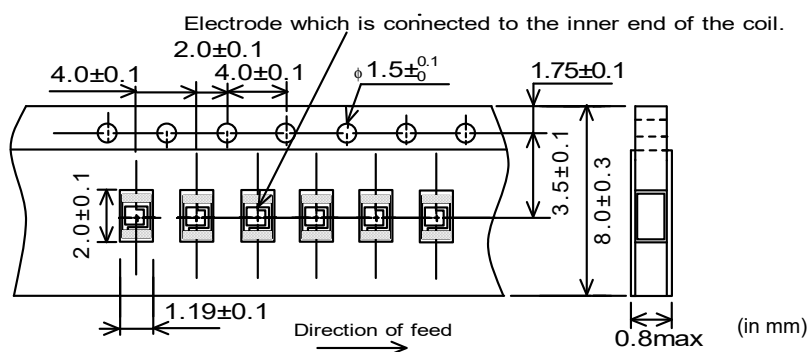 Electrode which is connected to the inner end of the coil.
2.0±0.1
4.0±0.1
4.0±0.1
ϕ 1.5±0.1 0
1.75±0.1
3.5±0.1
8.0±0.3
2.0±0.1
1.19±0.1
Direction of feed
0.8max
(in mm)